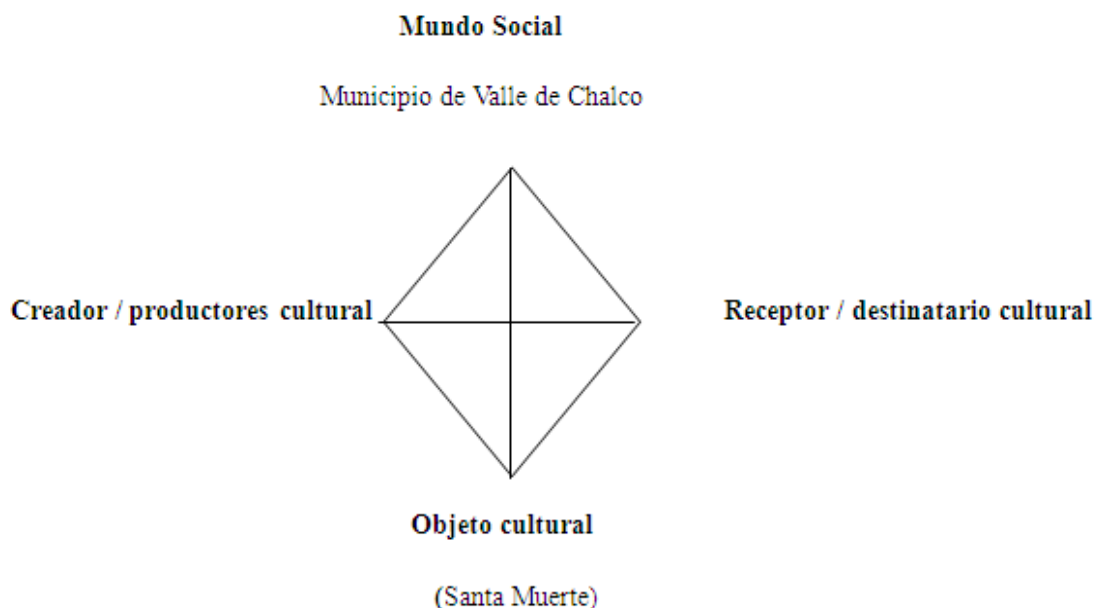 Mundo Social
Municipio de Valle de Chalco
Creador / productores cultural
Receptor / destinatario cultural
Objeto cultural
(Santa Muerte)